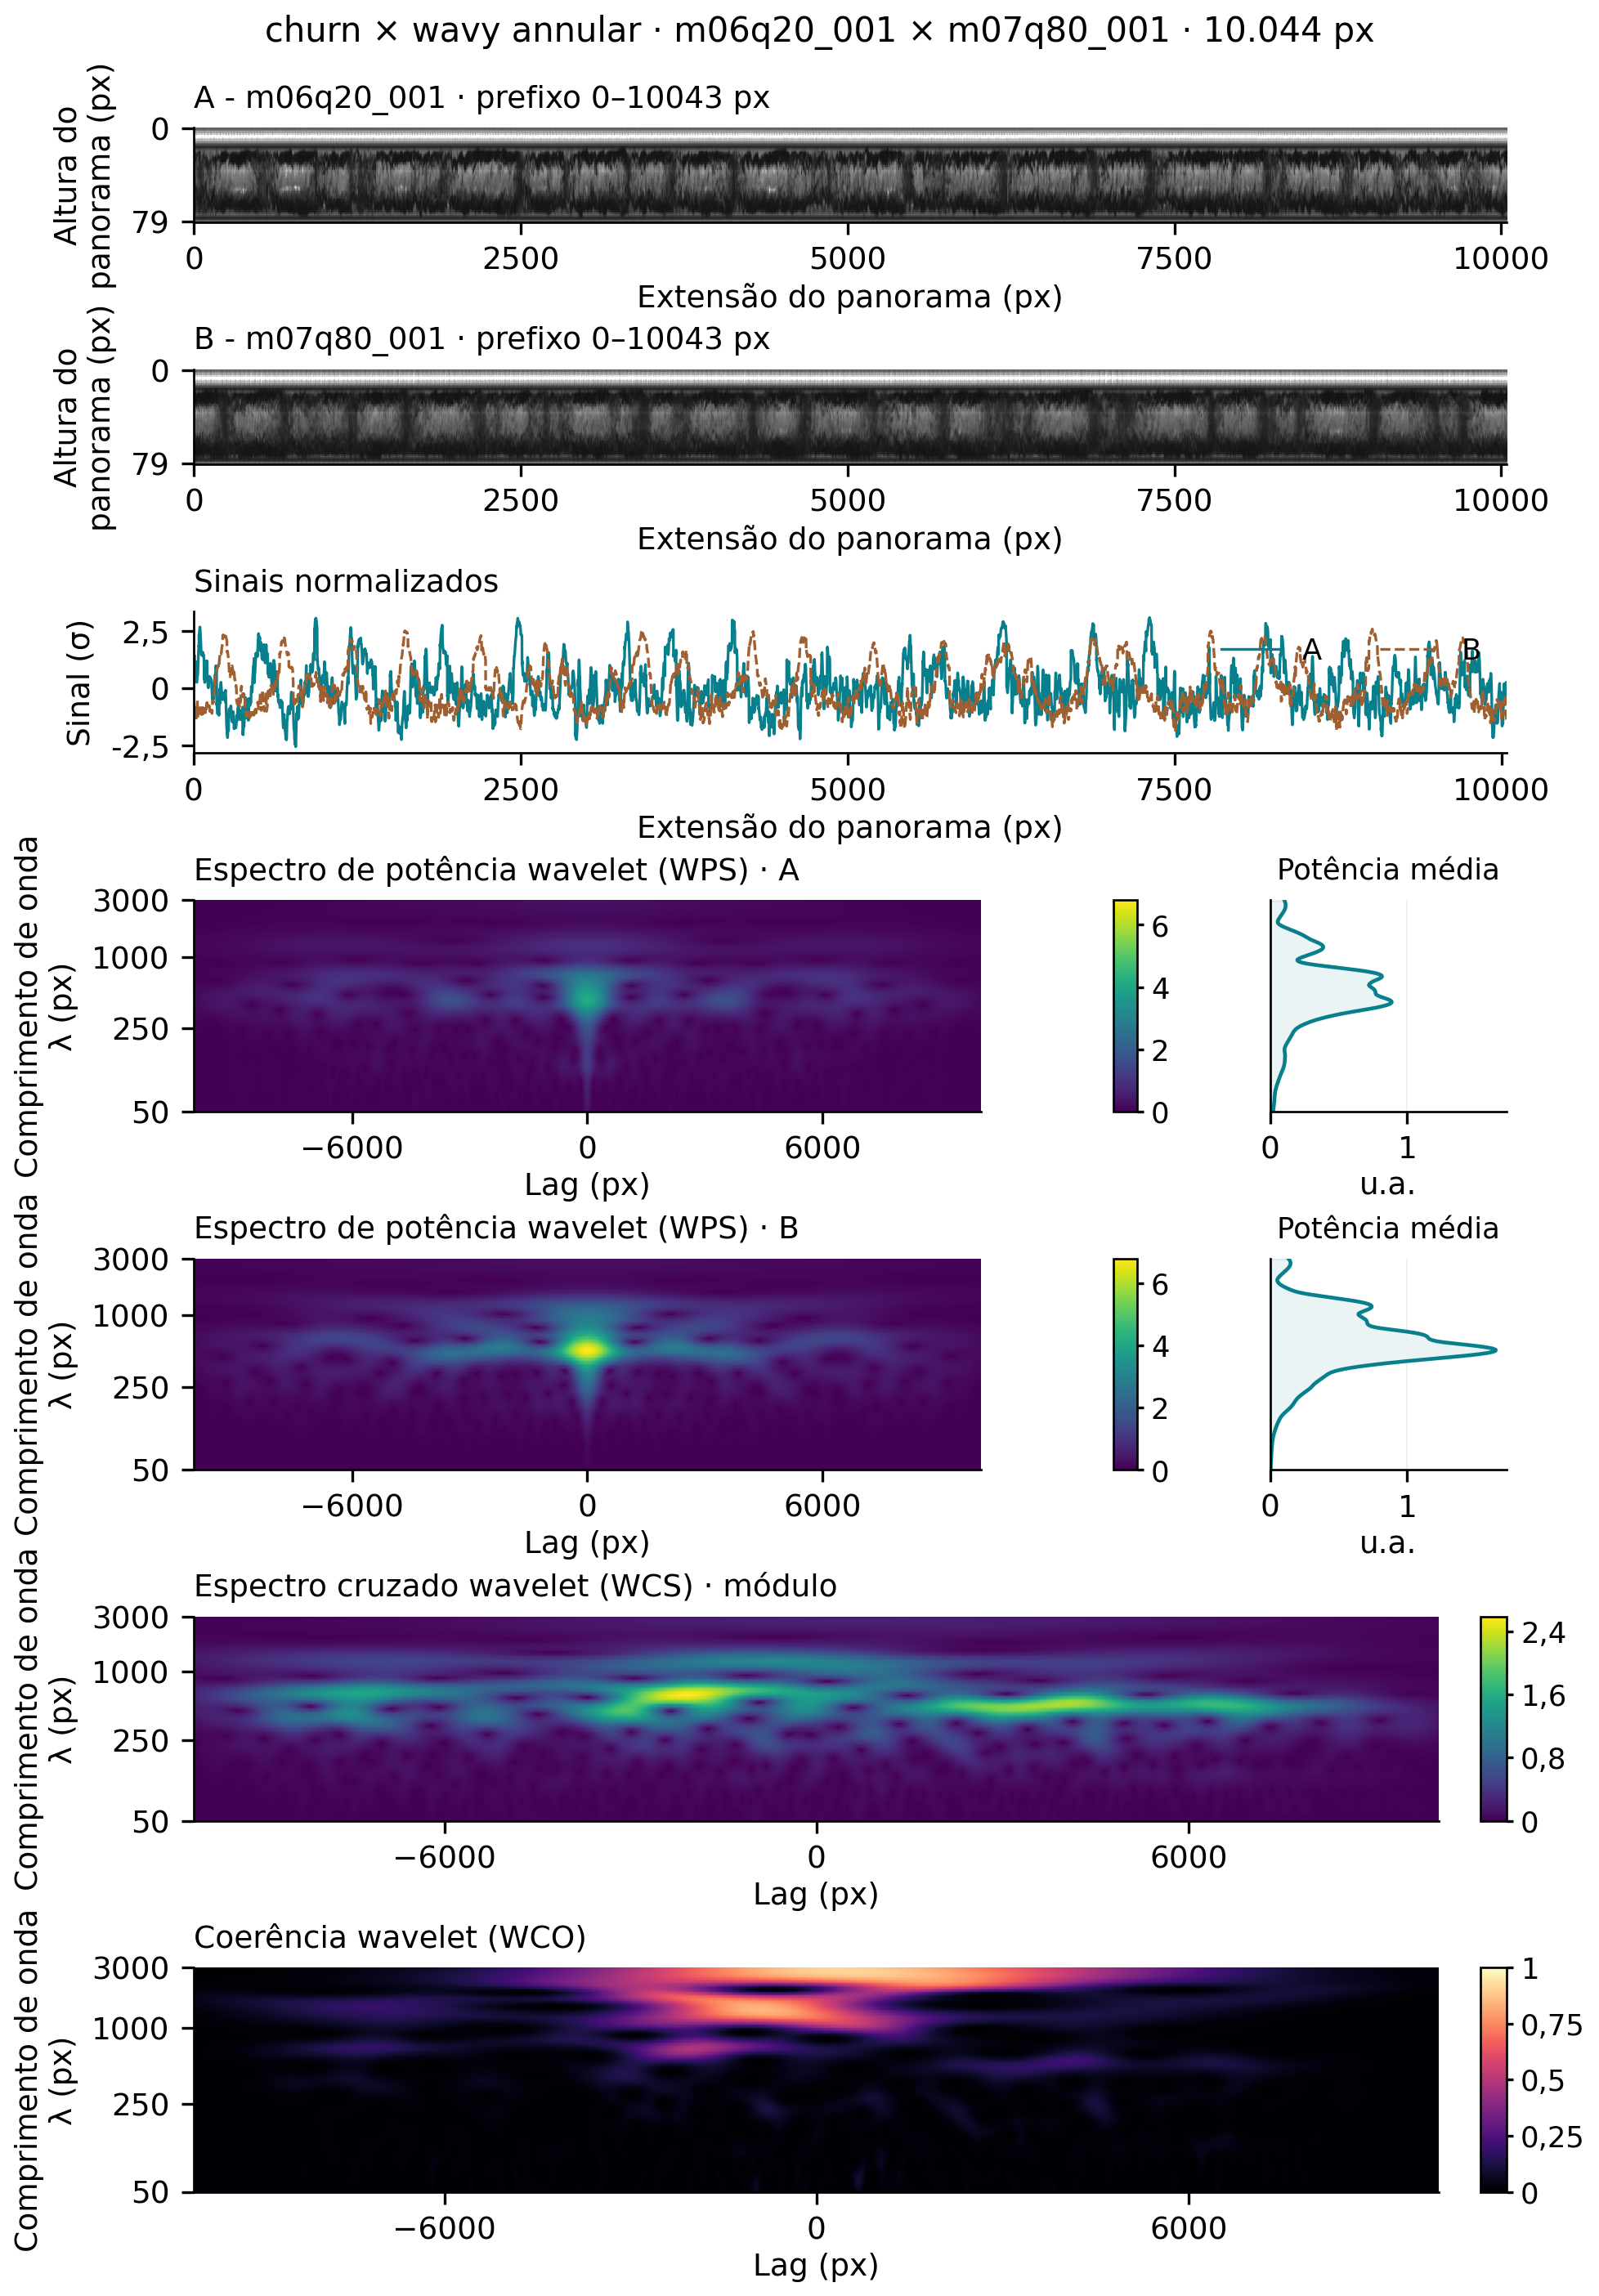 churn × wavy annular · m06q20_001 × m07q80_001 · 10.044 px
A - m06q20_001 · prefixo 0–10043 px
Altura do
panorama (px)
0
79
0 2500 5000 7500 10000
Extensão do panorama (px)
B - m07q80_001 · prefixo 0–10043 px
Altura do
panorama (px)
0
79
0 2500 5000 7500 10000
Extensão do panorama (px)
Sinais normalizados
Sinal (σ)
2,5
0
-2,5
A B
0 2500 5000 7500 10000
Extensão do panorama (px)
Espectro de potência wavelet (WPS) · A
Comprimento de onda
λ (px)
3000
1000
250
50
−6000 0 6000
Lag (px)
6
4
2
0
Potência média
0 1
u.a.
Espectro de potência wavelet (WPS) · B
Comprimento de onda
λ (px)
3000
1000
250
50
−6000 0 6000
Lag (px)
6
4
2
0
Potência média
0 1
u.a.
Espectro cruzado wavelet (WCS) · módulo
Comprimento de onda
λ (px)
3000
1000
250
50
−6000 0 6000
Lag (px)
2,4
1,6
0,8
0
Coerência wavelet (WCO)
Comprimento de onda
λ (px)
3000
1000
250
50
−6000 0 6000
Lag (px)
1
0,75
0,5
0,25
0